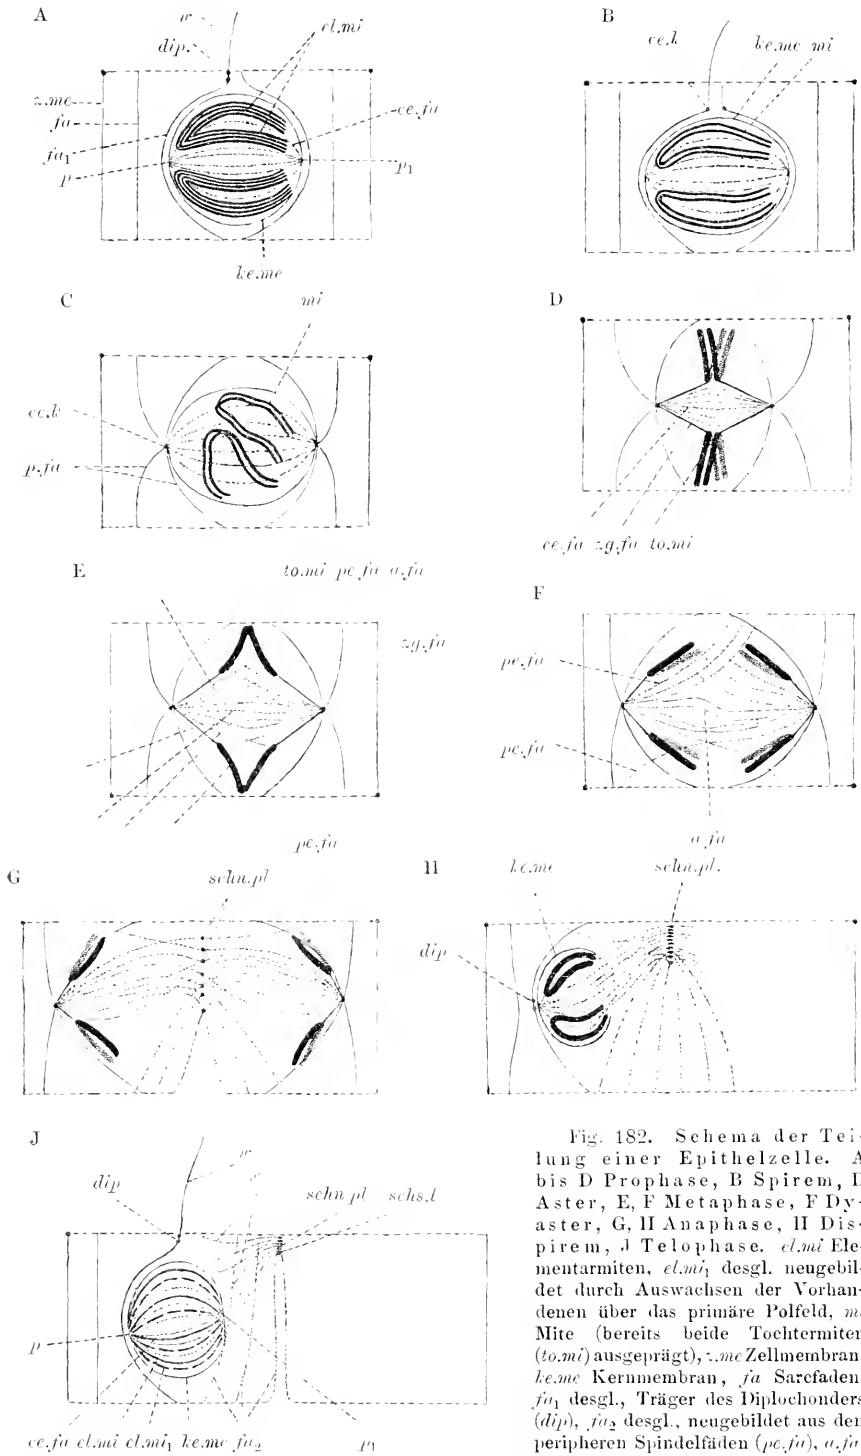 A
B
w
dip.
el.mi
ce.k
ke.me mi
z.me
fa
fa₁
p
ce.fa
p₁
ke.me
C
mi
D
ce.k
p.fa
ce.fa zg.fa to.mi
E
to.mi pe.fa a.fa
F
zg.fa
pe.fa
pe.fa
pe.fa
a.fa
G
schn.pl
H
ke.me
schn.pl.
dip
J
dip
w
schn.pl schs.l
p
ce.fa el.mi el.mi₁ ke.me fa₂
p₁
Fig. 182. Schema der Tei-
lung einer Epithelzelle. A
bis D Prophase, B Spirem, D
Aster, E, F Metaphase, F Dy-
aster, G, H Anaphase, H Dis-
pirem, J Telophase. el.mi Ele-
mentarmiten, el.mi₁ desgl. neugebil-
det durch Auswachsen der Vorhan-
denen über das primäre Polfeld, mi
Mite (bereits beide Tochtermiten
(to.mi) ausgeprägt), z.me Zellmembran,
ke.me Kernmembran, fa Sarcfaden,
fa₁ desgl., Träger des Diplochonders
(dip), fa₂ desgl., neugebildet aus den
peripheren Spindelfäden (pe.fa), a.fa